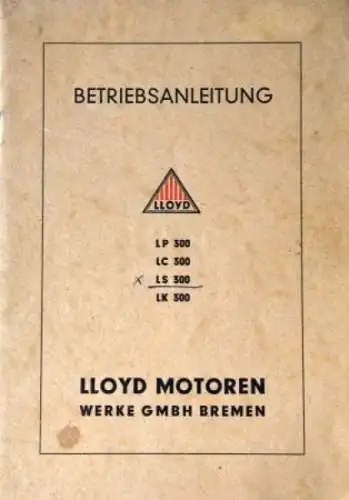 BETRIEBSANLEITUNG
LLOYD
LP 300
LC 300
x LS 300
LK 300
LLOYD MOTOREN
WERKE GMBH BREMEN